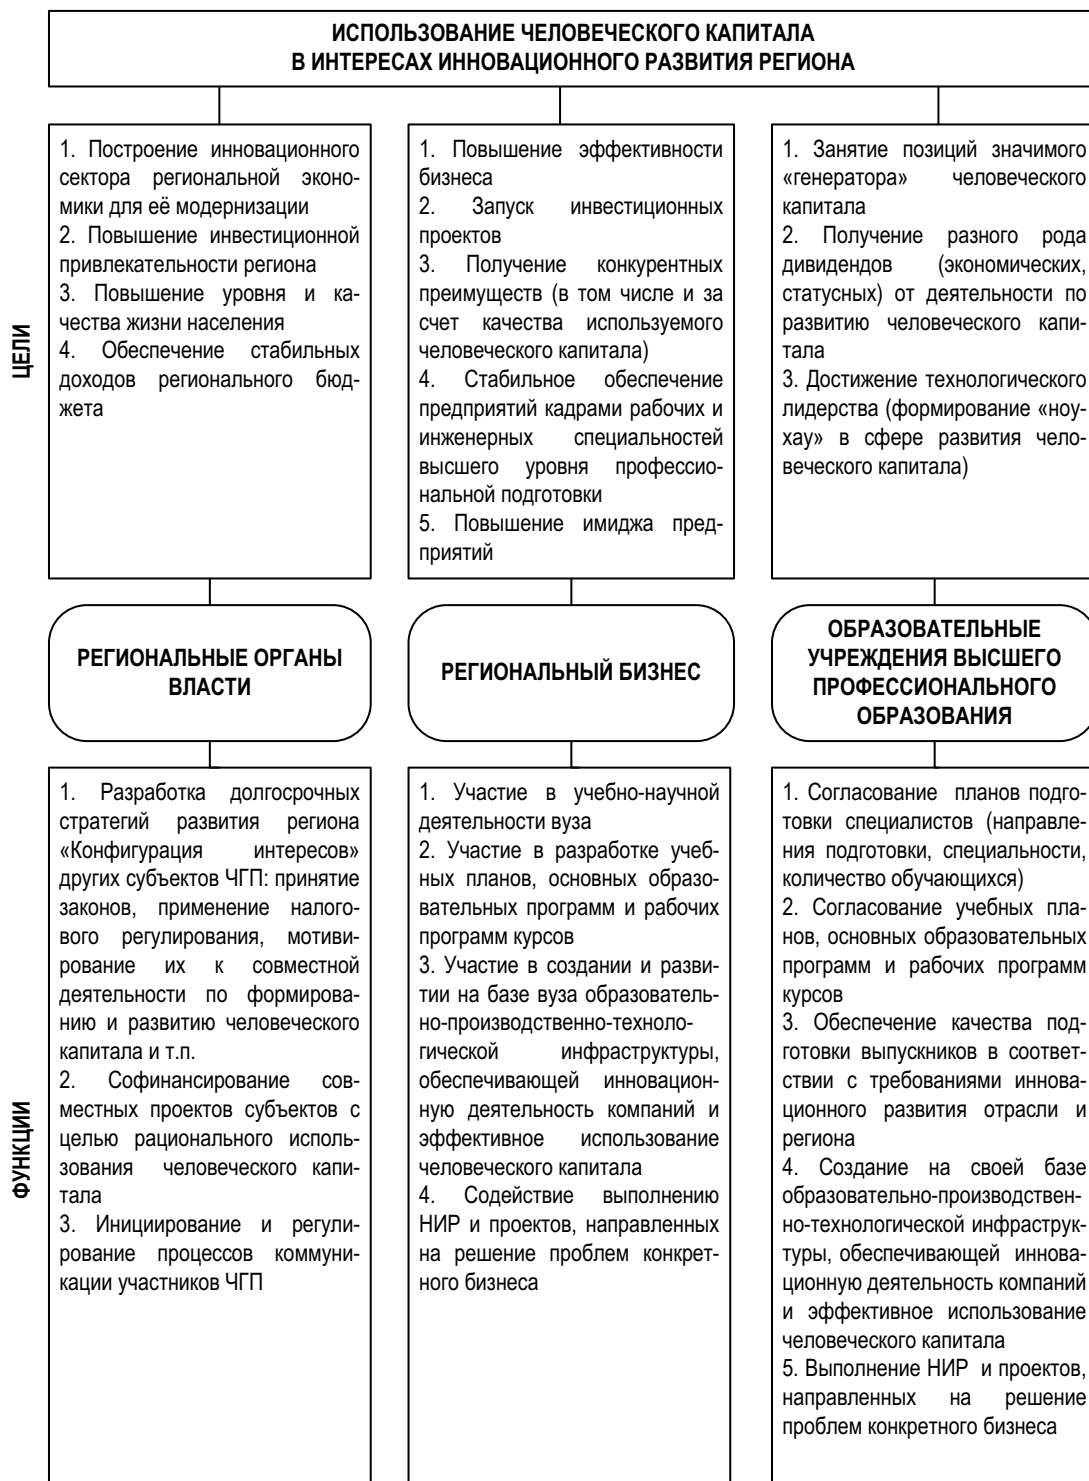 ИСПОЛЬЗОВАНИЕ ЧЕЛОВЕЧЕСКОГО КАПИТАЛА
В ИНТЕРЕСАХ ИННОВАЦИОННОГО РАЗВИТИЯ РЕГИОНА
ЦЕЛИ
1. Построение инновационного
сектора региональной эконо-
мики для её модернизации
2. Повышение инвестиционной
привлекательности региона
3. Повышение уровня и ка-
чества жизни населения
4. Обеспечение стабильных
доходов регионального бюд-
жета
1. Повышение эффективности
бизнеса
2. Запуск инвестиционных
проектов
3. Получение конкурентных
преимуществ (в том числе и за
счет качества используемого
человеческого капитала)
4. Стабильное обеспечение
предприятий кадрами рабочих и
инженерных специальностей
высшего уровня профессио-
нальной подготовки
5. Повышение имиджа пред-
приятий
1. Занятие позиций значимого
«генератора» человеческого
капитала
2. Получение разного рода
дивидендов (экономических,
статусных) от деятельности по
развитию человеческого капи-
тала
3. Достижение технологического
лидерства (формирование «ноу-
хау» в сфере развития чело-
веческого капитала)
РЕГИОНАЛЬНЫЕ ОРГАНЫ
ВЛАСТИ
РЕГИОНАЛЬНЫЙ БИЗНЕС
ОБРАЗОВАТЕЛЬНЫЕ
УЧРЕЖДЕНИЯ ВЫСШЕГО
ПРОФЕССИОНАЛЬНОГО
ОБРАЗОВАНИЯ
ФУНКЦИИ
1. Разработка долгосрочных
стратегий развития региона
«Конфигурация интересов»
других субъектов ЧГП: принятие
законов, применение налого-
вого регулирования, мотиви-
рование их к совместной
деятельности по формирова-
нию и развитию человеческого
капитала и т.п.
2. Софинансирование сов-
местных проектов субъектов с
целью рационального исполь-
зования человеческого капи-
тала
3. Инициирование и регули-
рование процессов коммуни-
кации участников ЧГП
1. Участие в учебно-научной
деятельности вуза
2. Участие в разработке учеб-
ных планов, основных образо-
вательных программ и рабочих
программ курсов
3. Участие в создании и разви-
тии на базе вуза образователь-
но-производственно-техноло-
гической инфраструктуры,
обеспечивающей инновацион-
ную деятельность компаний и
эффективное использование
человеческого капитала
4. Содействие выполнению
НИР и проектов, направленных
на решение проблем конкрет-
ного бизнеса
1. Согласование планов подго-
товки специалистов (направле-
ния подготовки, специальности,
количество обучающихся)
2. Согласование учебных пла-
нов, основных образовательных
программ и рабочих программ
курсов
3. Обеспечение качества под-
готовки выпускников в соответ-
ствии с требованиями иннова-
ционного развития отрасли и
региона
4. Создание на своей базе
образовательно-производствен-
но-технологической инфраструк-
туры, обеспечивающей иннова-
ционную деятельность компаний
и эффективное использование
человеческого капитала
5. Выполнение НИР и проектов,
направленных на решение
проблем конкретного бизнеса